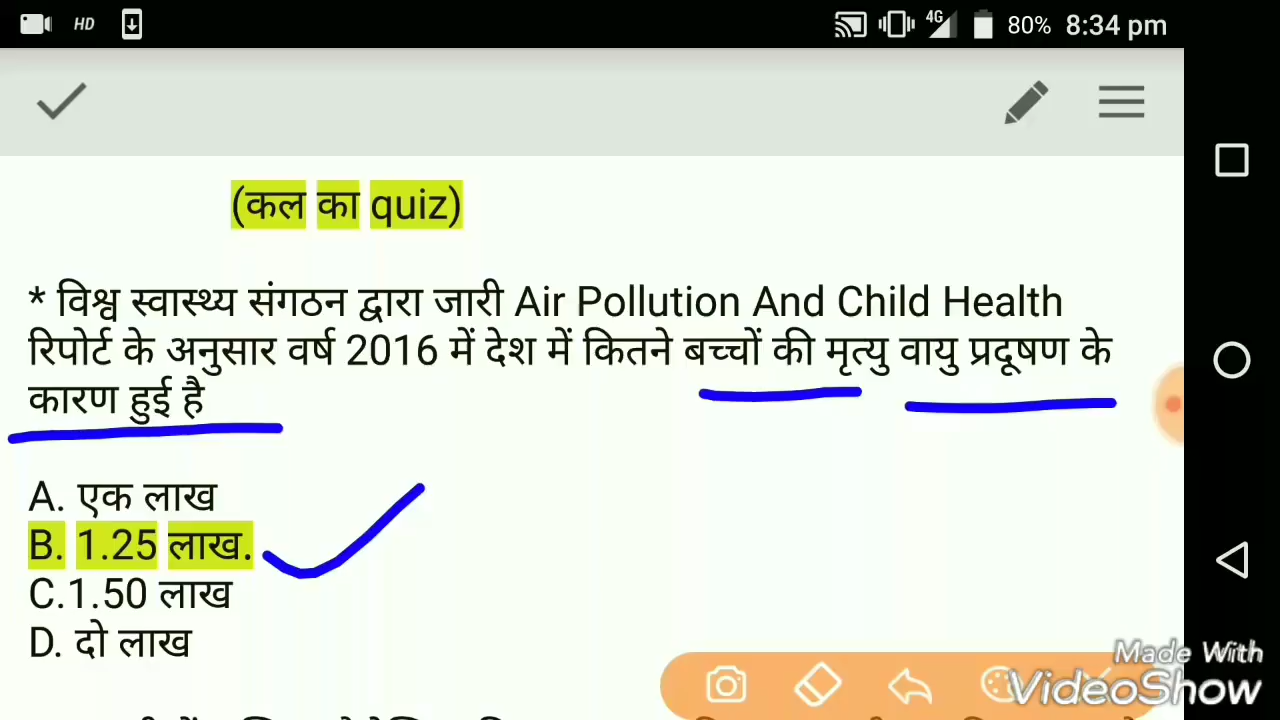 HD 4G 80% 8:34 pm
(कल का quiz)
* विश्व स्वास्थ्य संगठन द्वारा जारी Air Pollution And Child Health
रिपोर्ट के अनुसार वर्ष 2016 में देश में कितने बच्चों की मृत्यु वायु प्रदूषण के
कारण हुई है
A. एक लाख
B. 1.25 लाख.
C.1.50 लाख
D. दो लाख
Made With
VideoShow